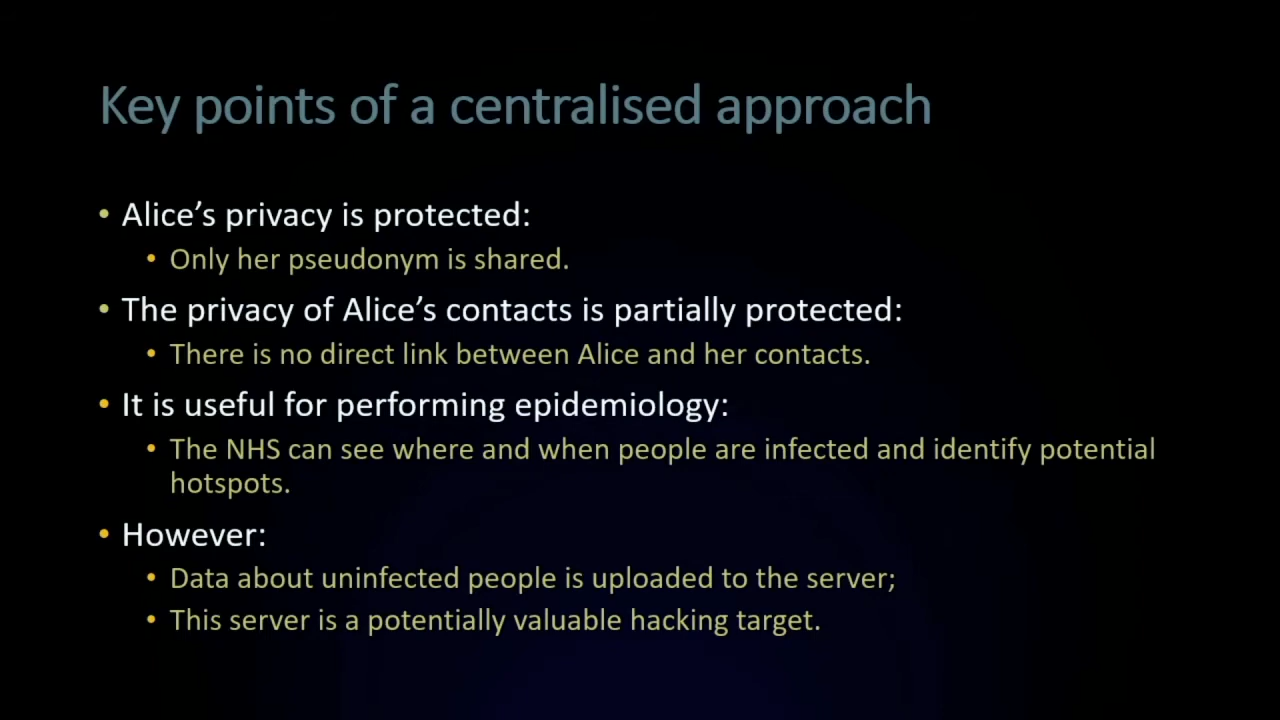 Key points of a centralised approach
• Alice’s privacy is protected:
• Only her pseudonym is shared.
• The privacy of Alice’s contacts is partially protected:
• There is no direct link between Alice and her contacts.
• It is useful for performing epidemiology:
• The NHS can see where and when people are infected and identify potential
hotspots.
• However:
• Data about uninfected people is uploaded to the server;
• This server is a potentially valuable hacking target.